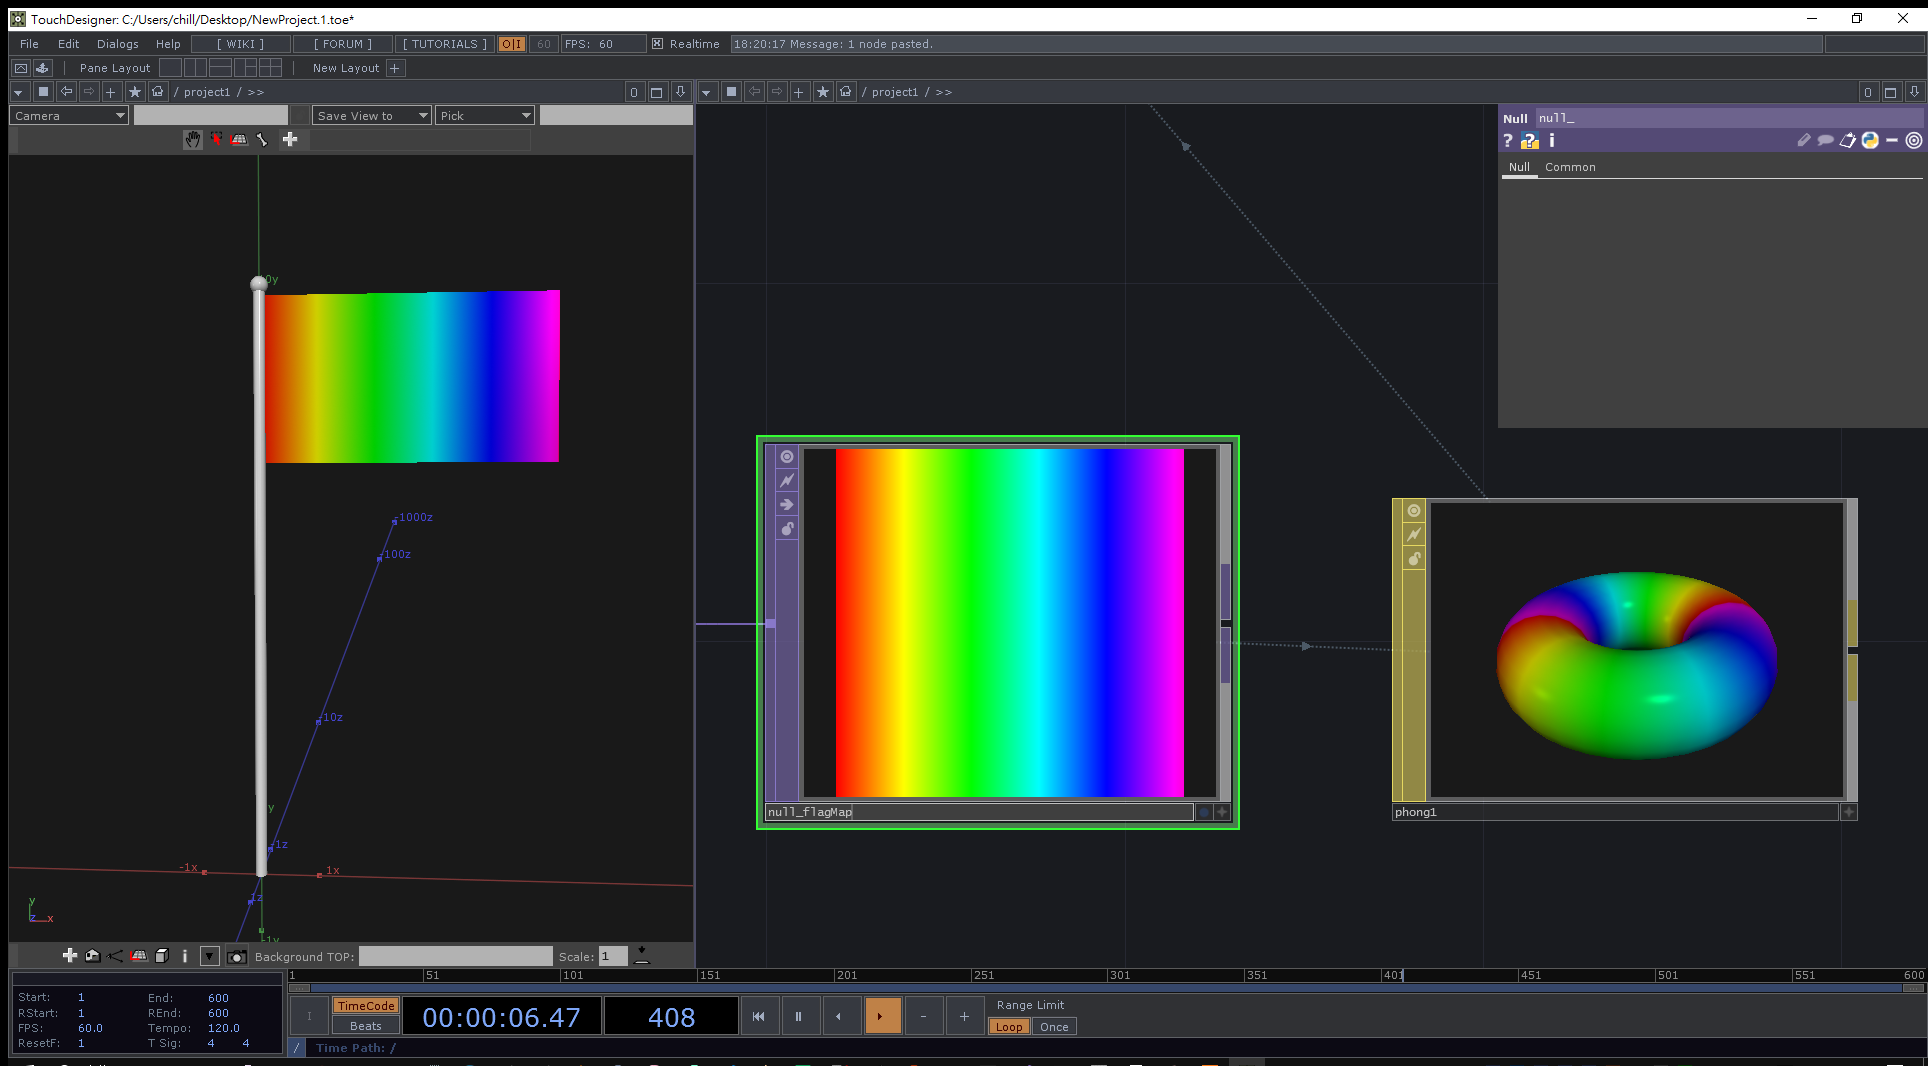 TouchDesigner: C:/Users/chill/Desktop/NewProject.1.toe*
File Edit Dialogs Help [ WIKI ] [ FORUM ] [ TUTORIALS ] O|I 60 FPS: 60 Realtime 18:20:17 Message: 1 node pasted.
Pane Layout New Layout +
/ project1 / >> 0
/ project1 / >> 0
Camera Save View to Pick
Null null_
? ? i
Null Common
0y
-1000z
-100z
-10z
y
-1z
-1x 1x
1z
-1y
y
z x
null_flagMap
phong1
i Background TOP: Scale: 1
1 51 101 151 201 251 301 351 401 451 501 551 600
Start: 1 End: 600
RStart: 1 REnd: 600
FPS: 60.0 Tempo: 120.0
ResetF: 1 T Sig: 4 4
I TimeCode Beats 00:00:06.47 408 - + Range Limit
Loop Once
/ Time Path: /